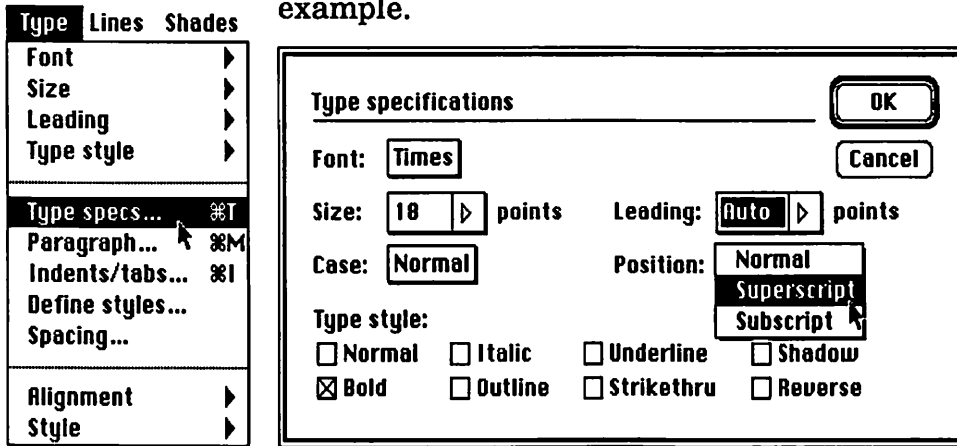 example.
Type Lines Shades
Font
Size
Leading
Type style
Type specs... ⌘T
Paragraph... ⌘M
Indents/tabs... ⌘I
Define styles...
Spacing...
Alignment
Style
Type specifications
OK
Cancel
Font: Times
Size: 18 points Leading: Auto points
Case: Normal Position: Normal
Superscript
Subscript
Type style:
Normal Italic Underline Shadow
Bold Outline Strikethru Reverse